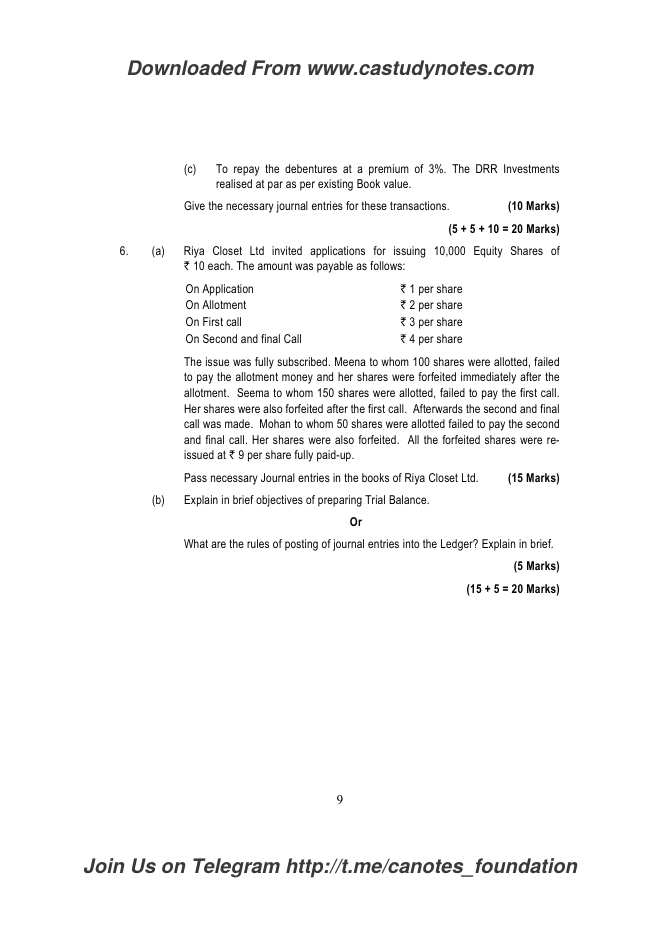 Downloaded From www.castudynotes.com
(c) To repay the debentures at a premium of 3%. The DRR Investments
realised at par as per existing Book value.
Give the necessary journal entries for these transactions. (10 Marks)
(5 + 5 + 10 = 20 Marks)
6. (a) Riya Closet Ltd invited applications for issuing 10,000 Equity Shares of
₹ 10 each. The amount was payable as follows:
On Application ₹ 1 per share
On Allotment ₹ 2 per share
On First call ₹ 3 per share
On Second and final Call ₹ 4 per share
The issue was fully subscribed. Meena to whom 100 shares were allotted, failed
to pay the allotment money and her shares were forfeited immediately after the
allotment. Seema to whom 150 shares were allotted, failed to pay the first call.
Her shares were also forfeited after the first call. Afterwards the second and final
call was made. Mohan to whom 50 shares were allotted failed to pay the second
and final call. Her shares were also forfeited. All the forfeited shares were re-
issued at ₹ 9 per share fully paid-up.
Pass necessary Journal entries in the books of Riya Closet Ltd. (15 Marks)
(b) Explain in brief objectives of preparing Trial Balance.
Or
What are the rules of posting of journal entries into the Ledger? Explain in brief.
(5 Marks)
(15 + 5 = 20 Marks)
9
Join Us on Telegram http://t.me/canotes_foundation